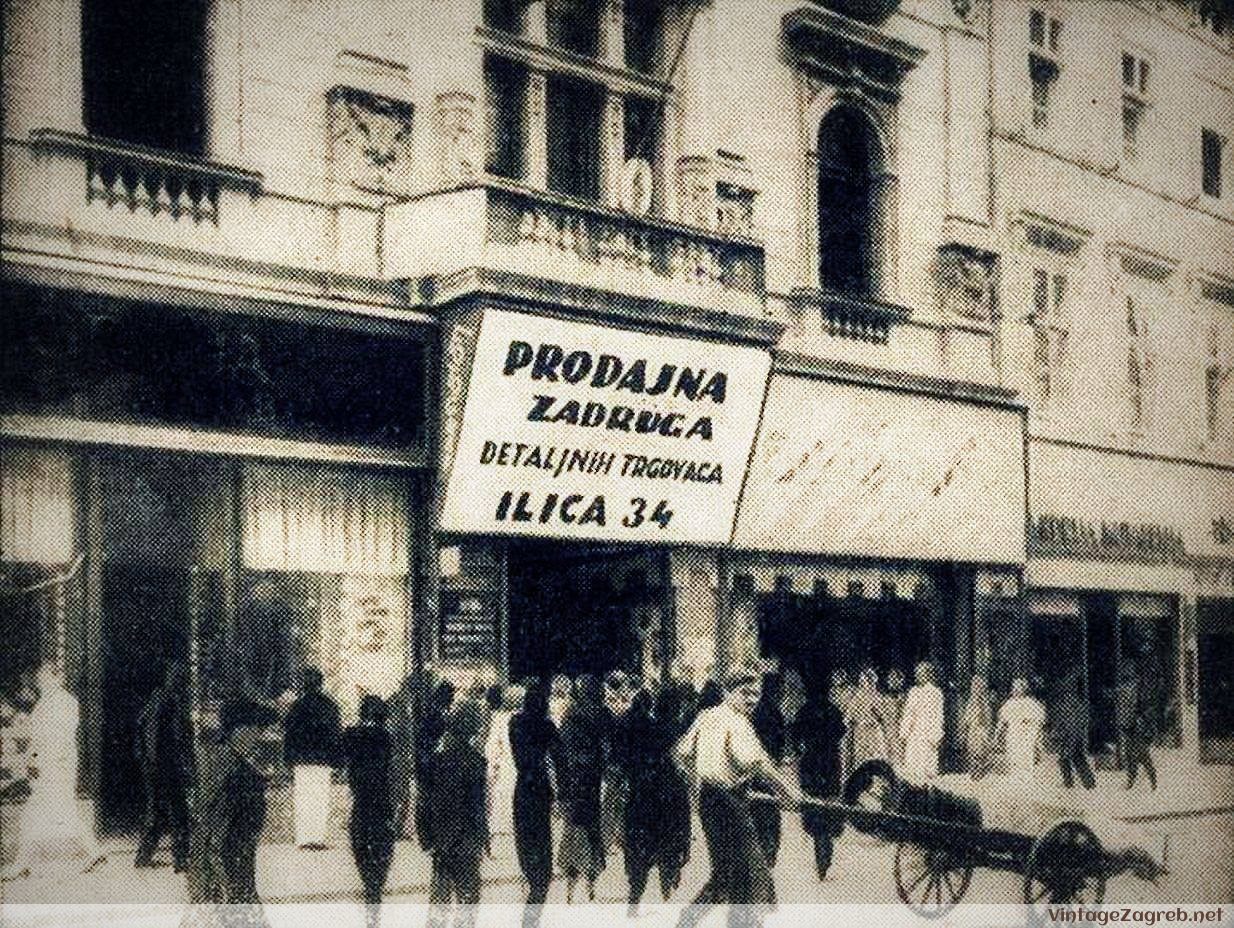 PRODAJNA
ZADRUGA
DETALJNIH TRGOVACA
ILICA 34
VintageZagreb.net